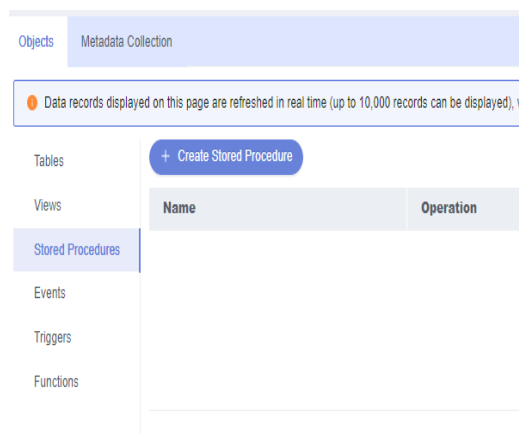 Objects Metadata Collection
Data records displayed on this page are refreshed in real time (up to 10,000 records can be displayed),
Tables
+ Create Stored Procedure
Views
Name Operation
Stored Procedures
Events
Triggers
Functions